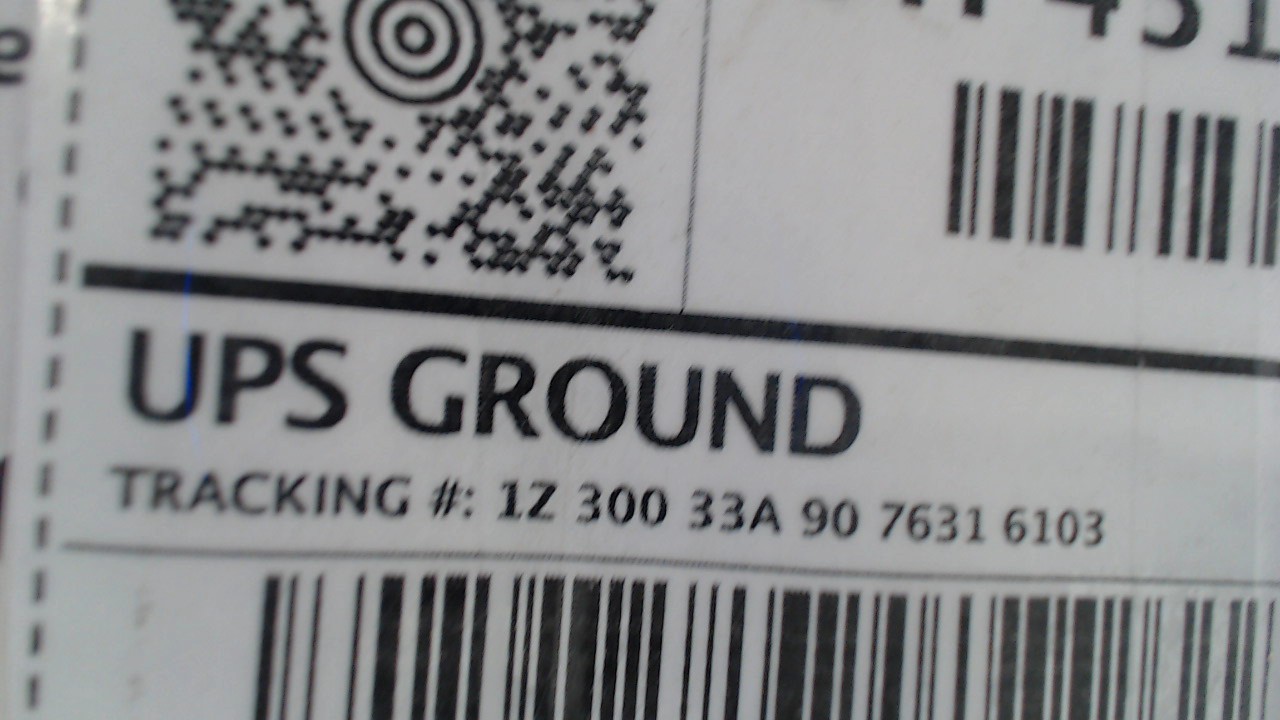 UPS GROUND
TRACKING #: 1Z 300 33A 90 7631 6103